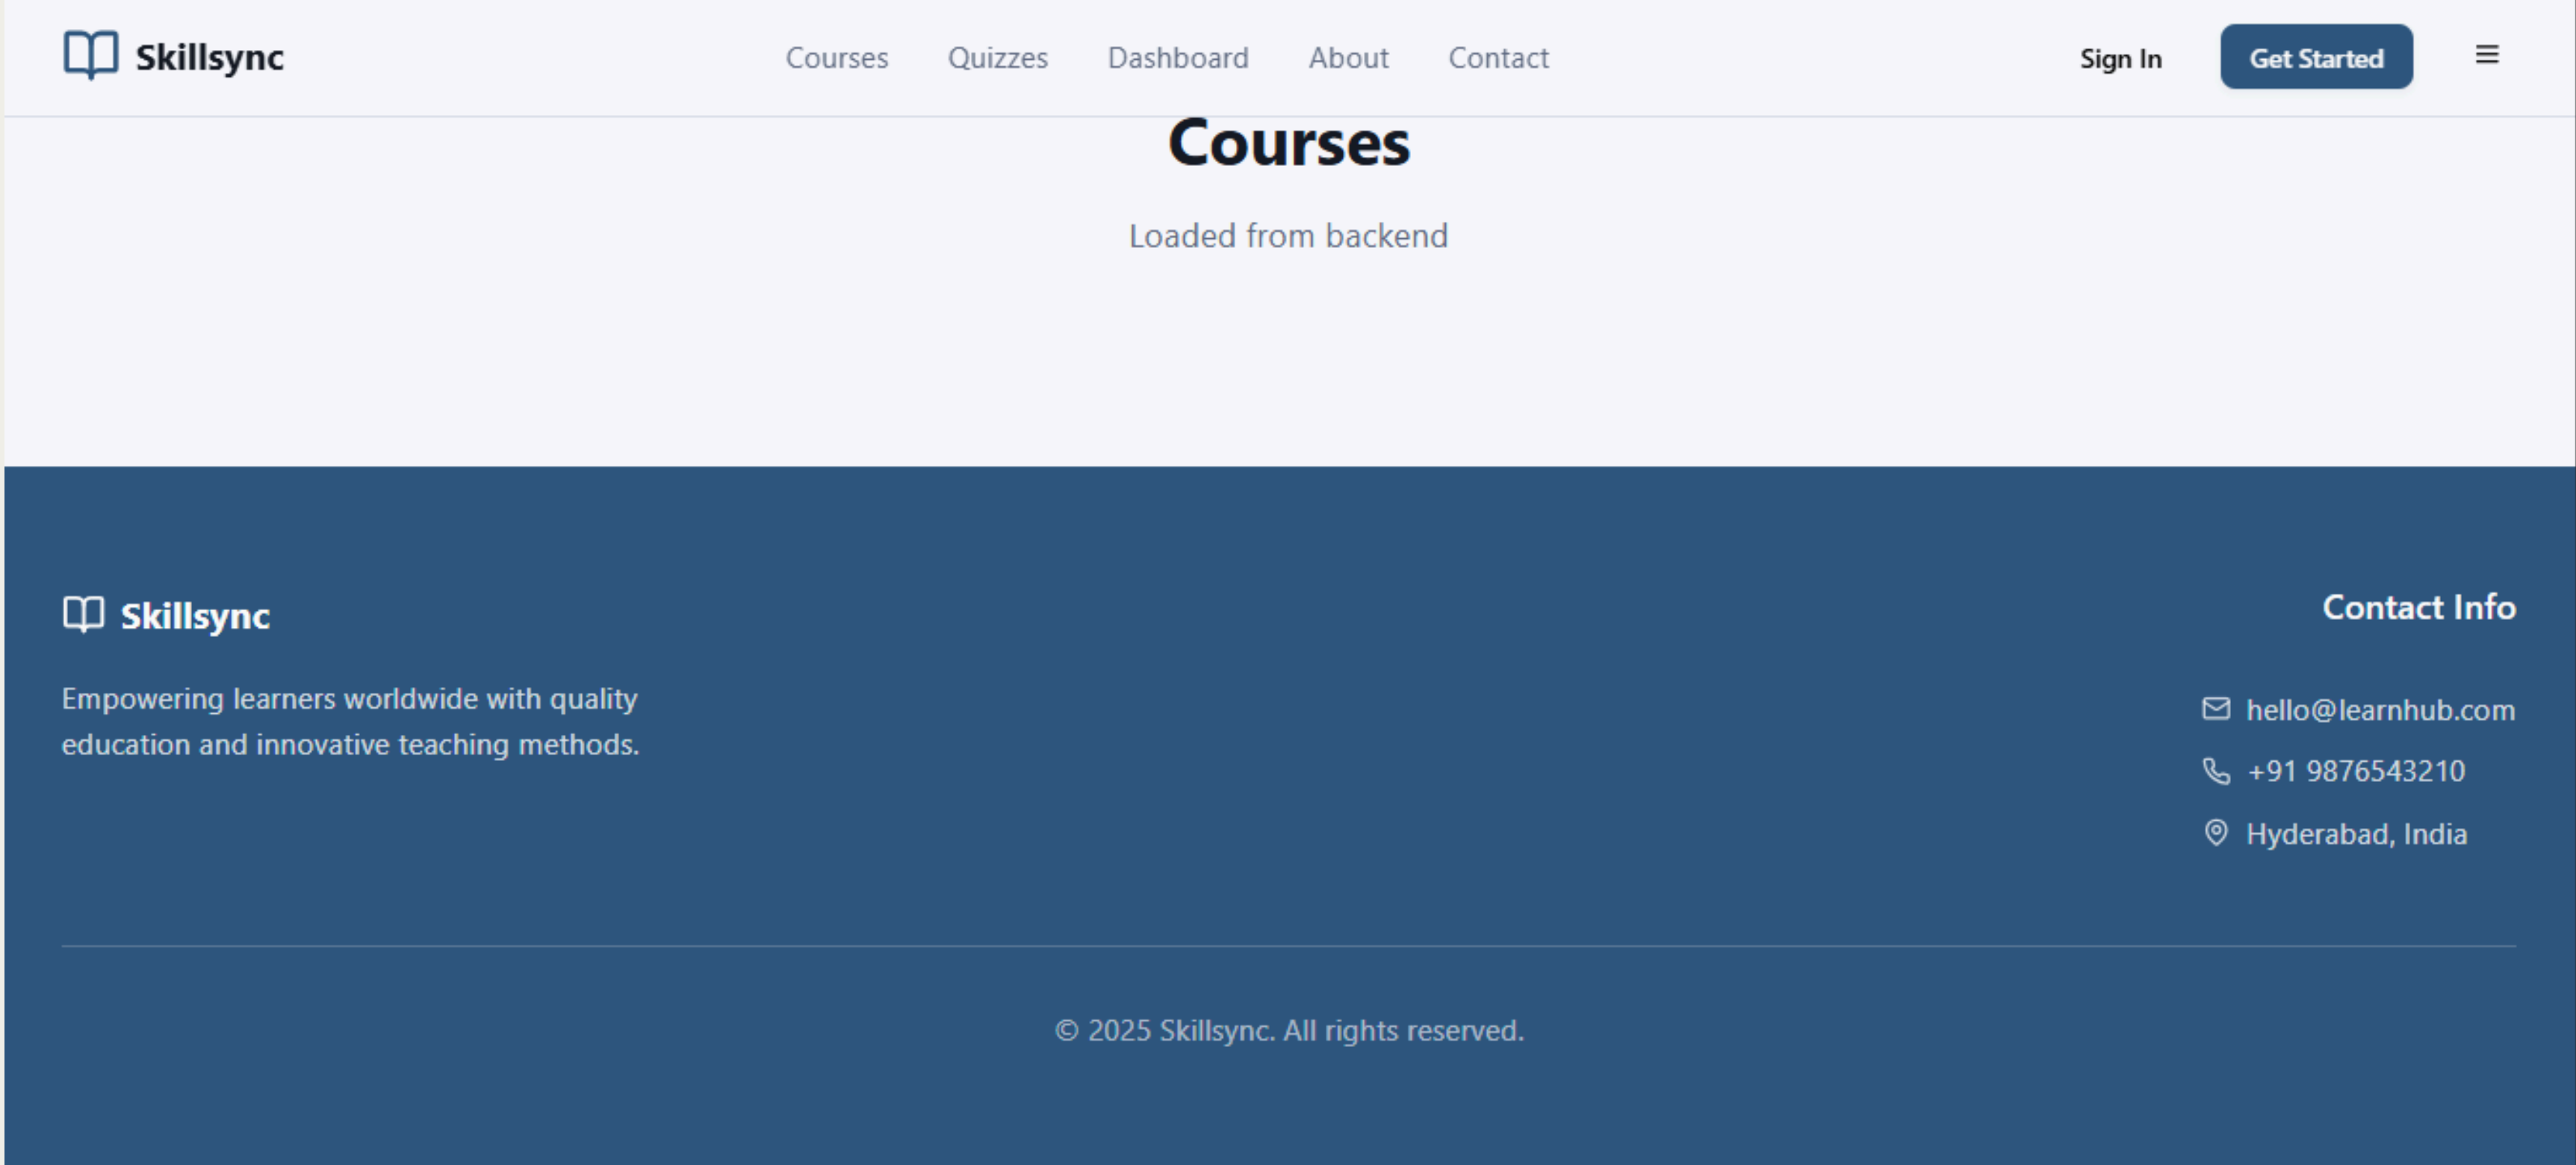 Skillsync
Courses
Quizzes
Dashboard
About
Contact
Sign In
Get Started
Courses
Loaded from backend
Skillsync
Empowering learners worldwide with quality
education and innovative teaching methods.
Contact Info
hello@learnhub.com
+91 9876543210
Hyderabad, India
© 2025 Skillsync. All rights reserved.